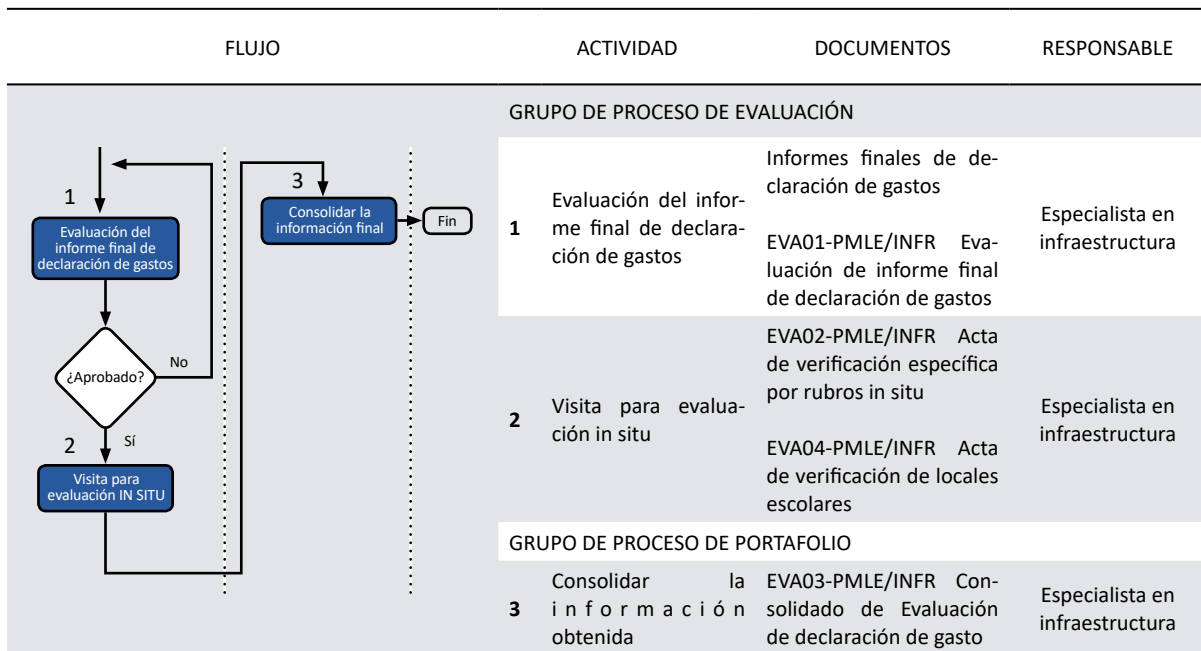 FLUJO
ACTIVIDAD
DOCUMENTOS
RESPONSABLE
1
Evaluación del
informe final de
declaración de gastos
¿Aprobado?
No
Sí
2
Visita para
evaluación IN SITU
3
Consolidar la
información final
Fin
GRUPO DE PROCESO DE EVALUACIÓN
1
Evaluación del infor-
me final de declara-
ción de gastos
Informes finales de de-
claración de gastos
EVA01-PMLE/INFR Eva-
luación de informe final
de declaración de gastos
Especialista en
infraestructura
2
Visita para evalua-
ción in situ
EVA02-PMLE/INFR Acta
de verificación específica
por rubros in situ
EVA04-PMLE/INFR Acta
de verificación de locales
escolares
Especialista en
infraestructura
GRUPO DE PROCESO DE PORTAFOLIO
3
Consolidar la
información
obtenida
EVA03-PMLE/INFR Con-
solidado de Evaluación
de declaración de gasto
Especialista en
infraestructura